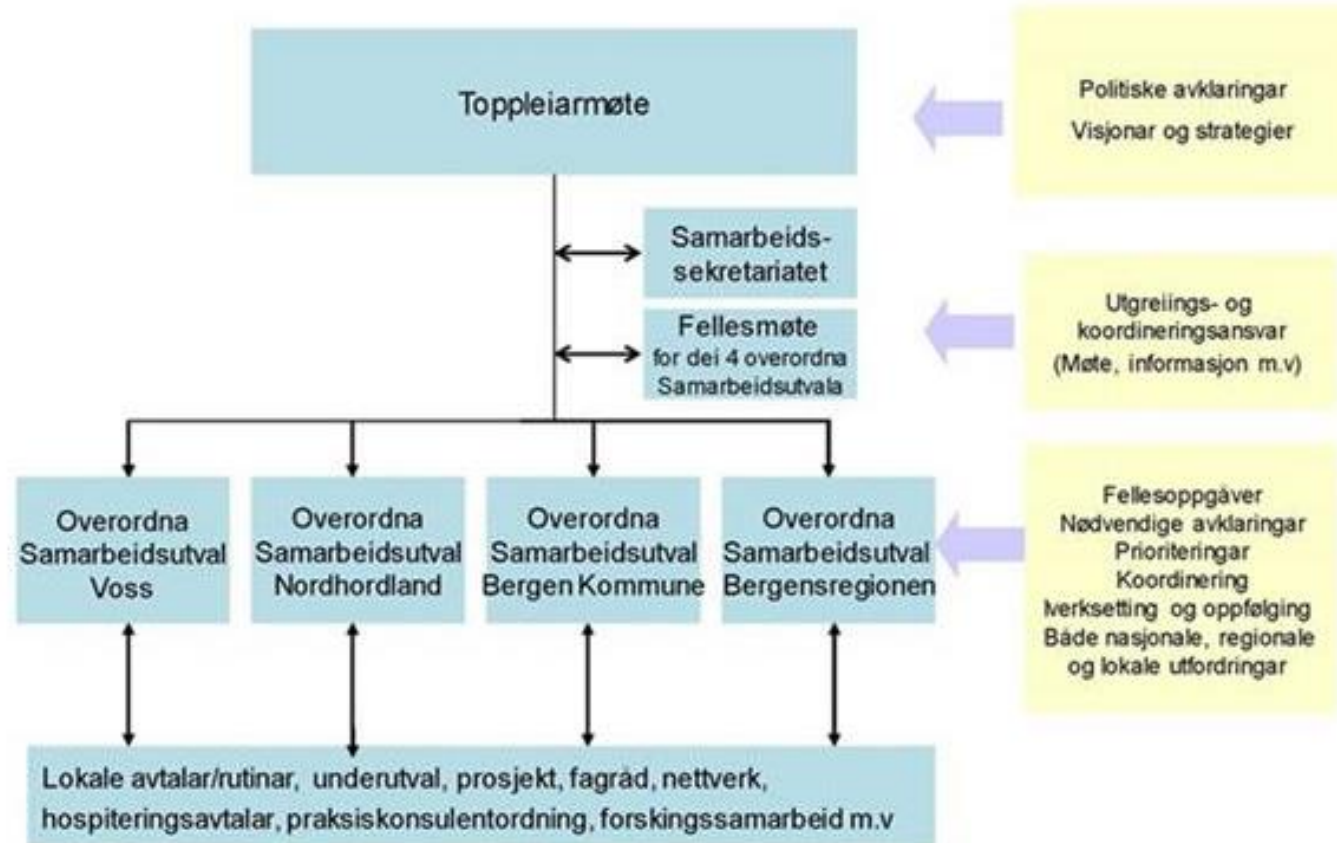 Toppleiarmøte
Politiske avklaringar
Visjonar og strategier
Samarbeids-
sekretariatet
Fellesmøte
for dei 4 overordna
Samarbeidsutvala
Utgreiings- og
koordineringsansvar
(Møte, informasjon m.v)
Overordna
Samarbeidsutval
Voss
Overordna
Samarbeidsutval
Nordhordland
Overordna
Samarbeidsutval
Bergen Kommune
Overordna
Samarbeidsutval
Bergensregionen
Fellesoppgåver
Nødvendige avklaringar
Prioriteringar
Koordinering
Iverksetting og oppfølging
Både nasjonale, regionale
og lokale utfordringar
Lokale avtalar/rutinar, underutval, prosjekt, fagråd, nettverk,
hospiteringsavtalar, praksiskonsulentordning, forskingssamarbeid m.v